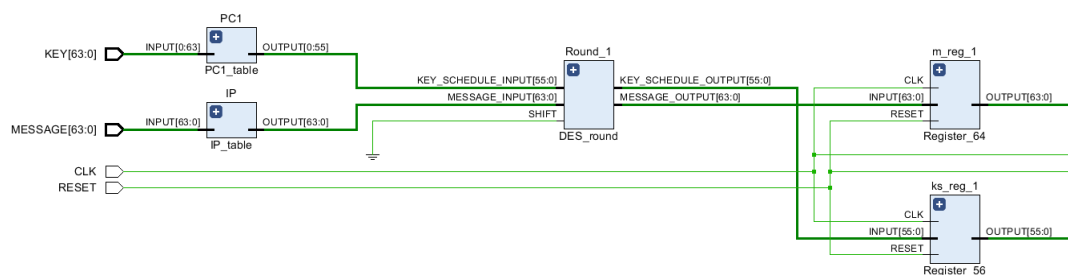 PC1
KEY[63:0]
INPUT[0:63]
OUTPUT[0:55]
PC1_table
IP
MESSAGE[63:0]
INPUT[63:0]
OUTPUT[63:0]
IP_table
CLK
RESET
Round_1
KEY_SCHEDULE_INPUT[55:0]
KEY_SCHEDULE_OUTPUT[55:0]
MESSAGE_INPUT[63:0]
MESSAGE_OUTPUT[63:0]
SHIFT
DES_round
m_reg_1
CLK
INPUT[63:0]
OUTPUT[63:0]
RESET
Register_64
ks_reg_1
CLK
INPUT[55:0]
OUTPUT[55:0]
RESET
Register_56